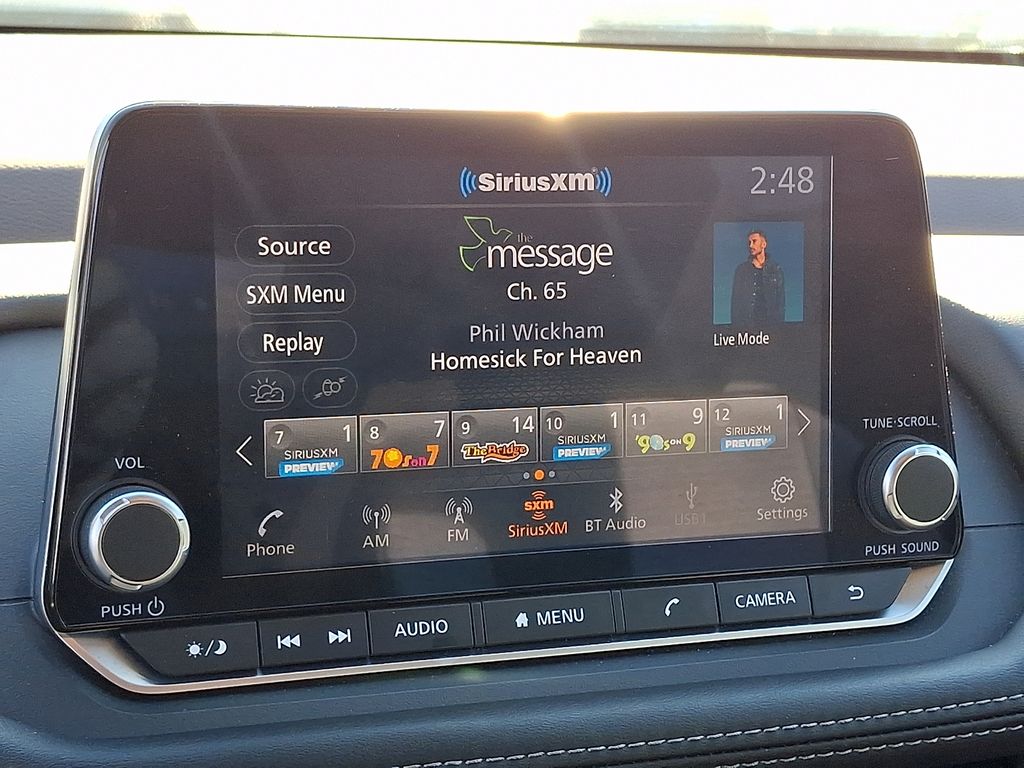 SiriusXM
2:48
Source
SXM Menu
Replay
the
message
Ch. 65
Phil Wickham
Homesick For Heaven
Live Mode
7 1
SIRIUSXM
PREVIEW
8 7
70s on 7
9 14
The Bridge
10 1
SIRIUSXM
PREVIEW
11 9
'90s ON 9
12 1
SIRIUSXM
PREVIEW
Phone
AM
FM
sxm
SiriusXM
BT Audio
USB1
Settings
VOL
PUSH
TUNE·SCROLL
PUSH SOUND
AUDIO
MENU
CAMERA